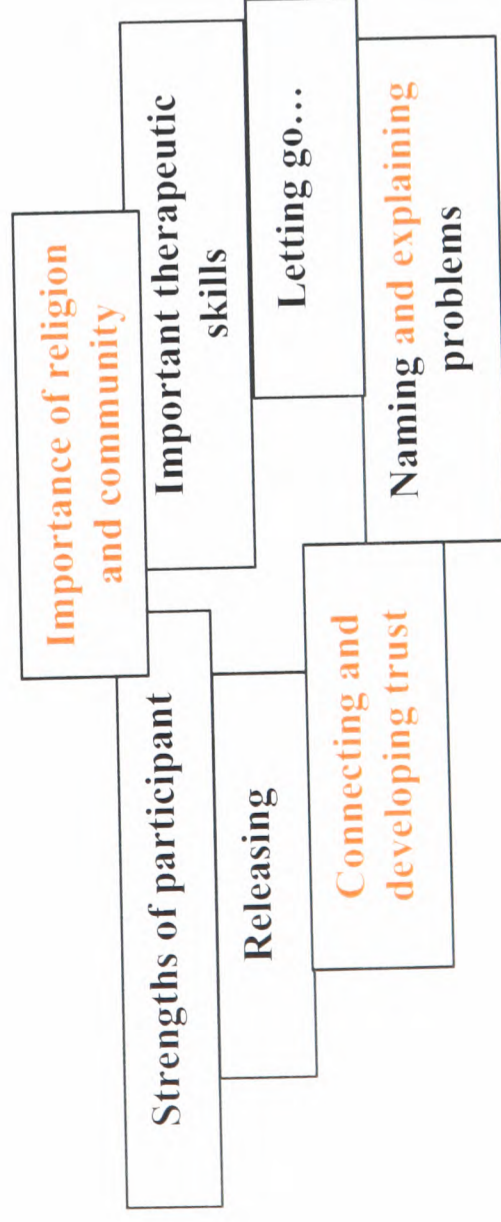 Importance of religion
and community
Strengths of participant
Important therapeutic
skills
Releasing
Letting go...
Connecting and
developing trust
Naming and explaining
problems